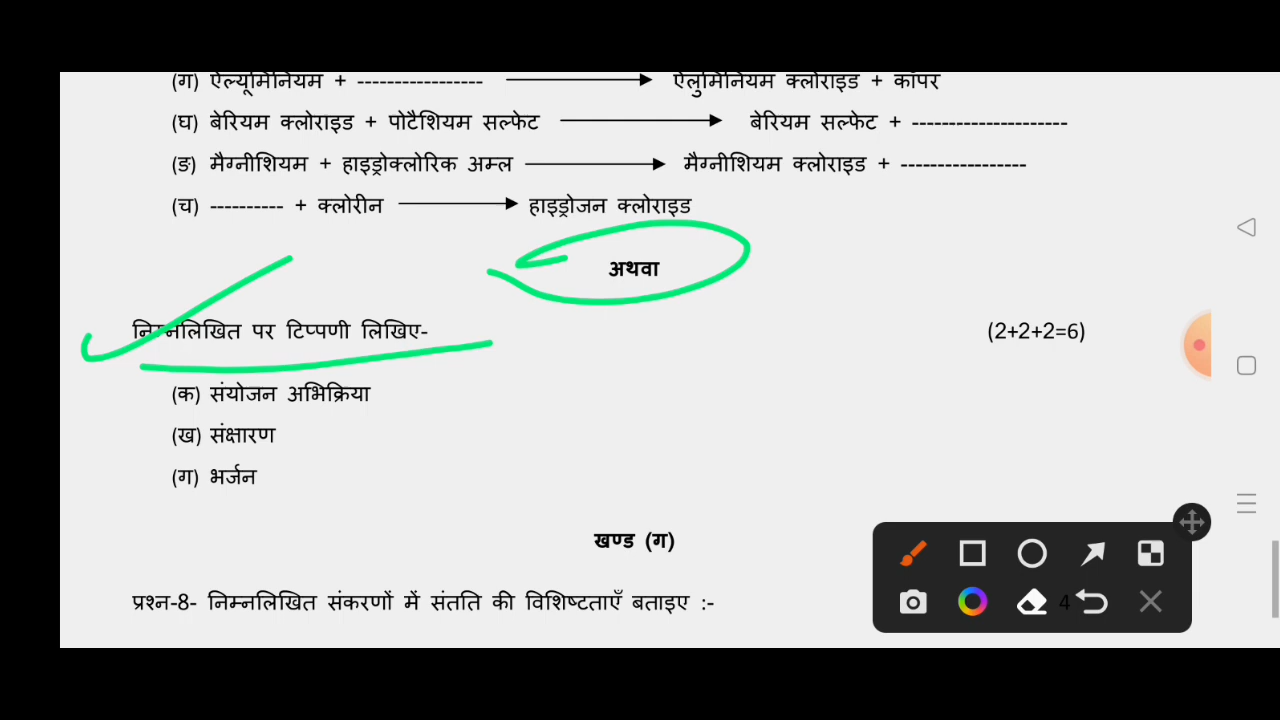 (ग) ऐल्यूमिनियम + ----------------- ऐलुमिनियम क्लोराइड + कॉपर
(घ) बेरियम क्लोराइड + पोटैशियम सल्फेट बेरियम सल्फेट + ---------------------
(ङ) मैग्नीशियम + हाइड्रोक्लोरिक अम्ल मैग्नीशियम क्लोराइड + -----------------
(च) ---------- + क्लोरीन हाइड्रोजन क्लोराइड
अथवा
निम्नलिखित पर टिप्पणी लिखिए- (2+2+2=6)
(क) संयोजन अभिक्रिया
(ख) संक्षारण
(ग) भर्जन
खण्ड (ग)
प्रश्न-8- निम्नलिखित संकरणों में संतति की विशिष्टताएँ बताइए :-
4